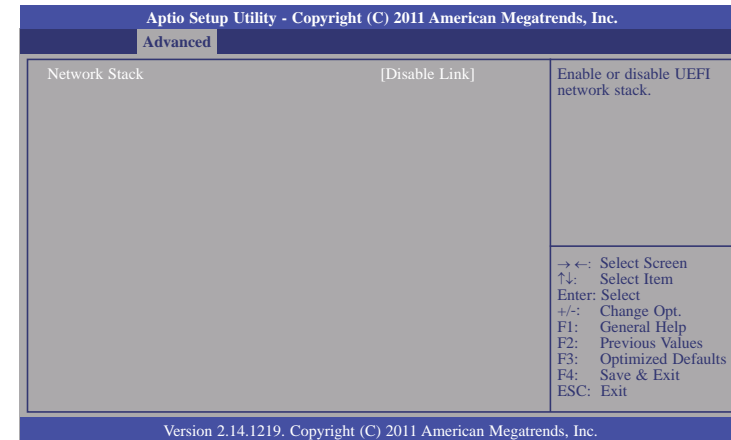 Aptio Setup Utility - Copyright (C) 2011 American Megatrends, Inc.
Advanced
Network Stack [Disable Link]
Enable or disable UEFI
network stack.
→←: Select Screen
↑↓: Select Item
Enter: Select
+/-: Change Opt.
F1: General Help
F2: Previous Values
F3: Optimized Defaults
F4: Save & Exit
ESC: Exit
Version 2.14.1219. Copyright (C) 2011 American Megatrends, Inc.